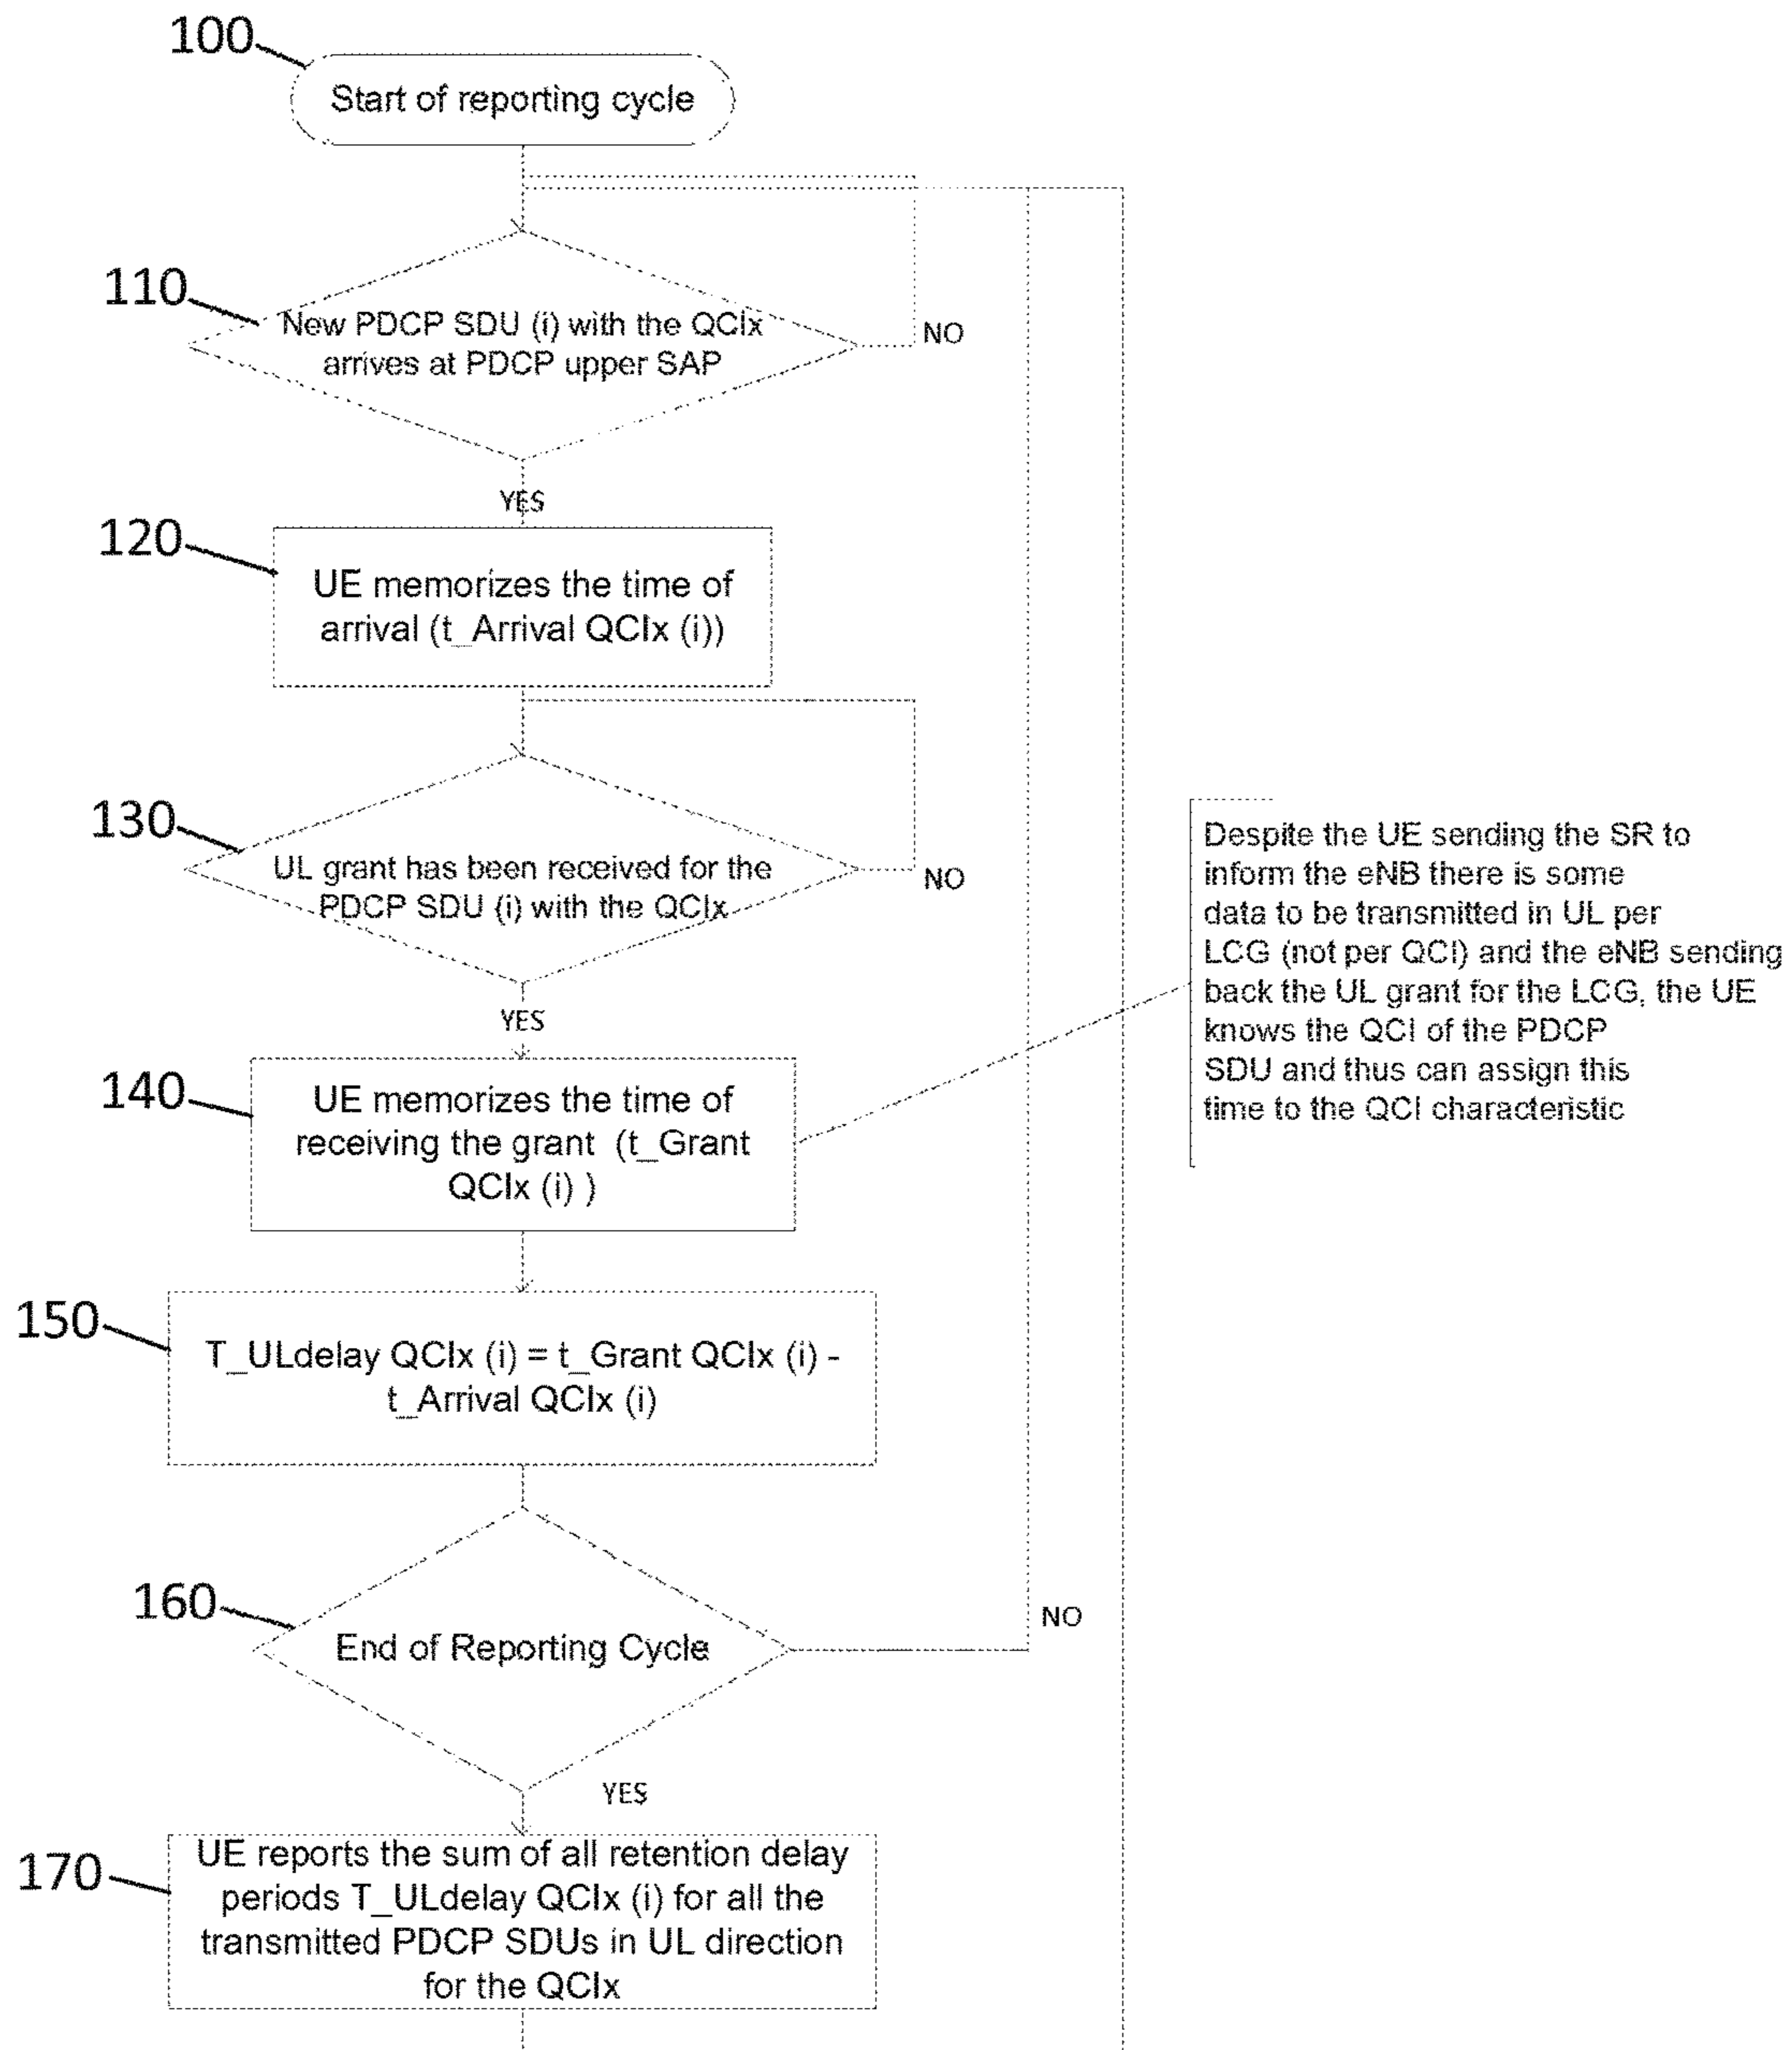 100
Start of reporting cycle
110
New PDCP SDU (i) with the QCIx
arrives at PDCP upper SAP
NO
YES
120
UE memorizes the time of
arrival (t_Arrival QCIx (i))
130
UL grant has been received for the
PDCP SDU (i) with the QCIx
NO
YES
140
UE memorizes the time of
receiving the grant (t_Grant
QCIx (i) )
Despite the UE sending the SR to
inform the eNB there is some
data to be transmitted in UL per
LCG (not per QCI) and the eNB sending
back the UL grant for the LCG, the UE
knows the QCI of the PDCP
SDU and thus can assign this
time to the QCI characteristic
150
T_ULdelay QCIx (i) = t_Grant QCIx (i) -
t_Arrival QCIx (i)
160
End of Reporting Cycle
NO
YES
170
UE reports the sum of all retention delay
periods T_ULdelay QCIx (i) for all the
transmitted PDCP SDUs in UL direction
for the QCIx